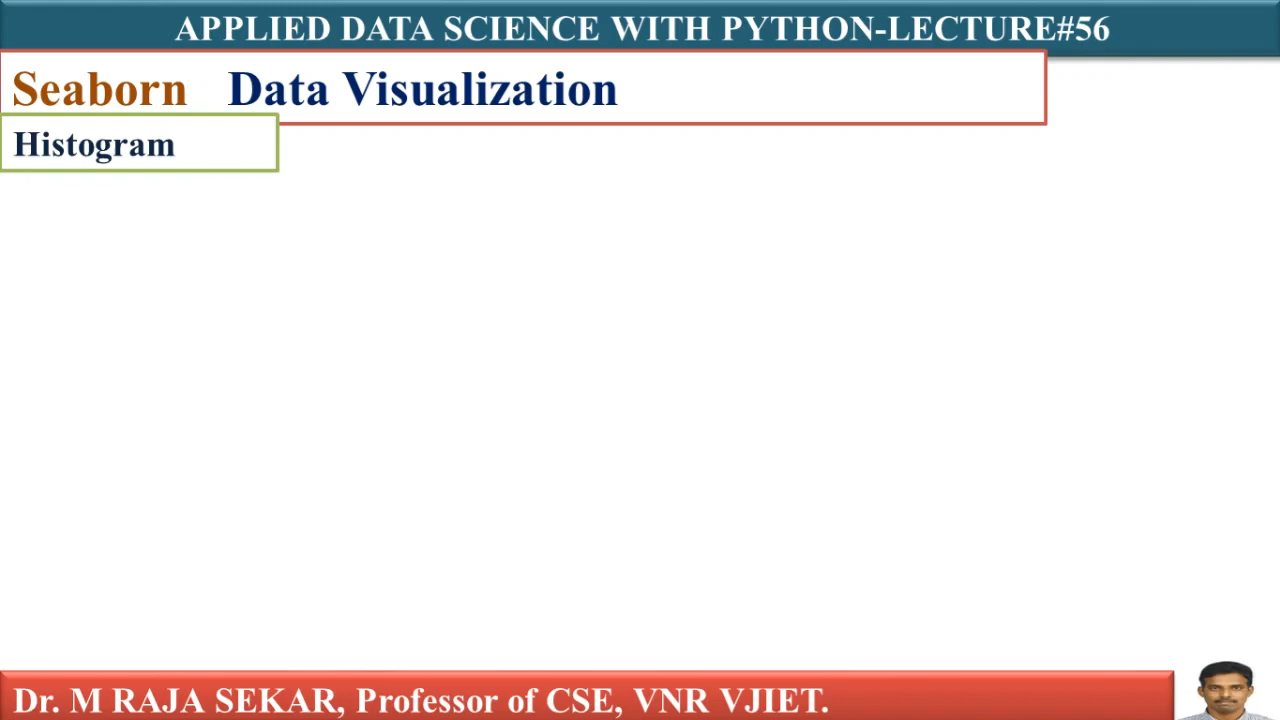 APPLIED DATA SCIENCE WITH PYTHON-LECTURE#56
Seaborn Data Visualization
Histogram
Dr. M RAJA SEKAR, Professor of CSE, VNR VJIET.